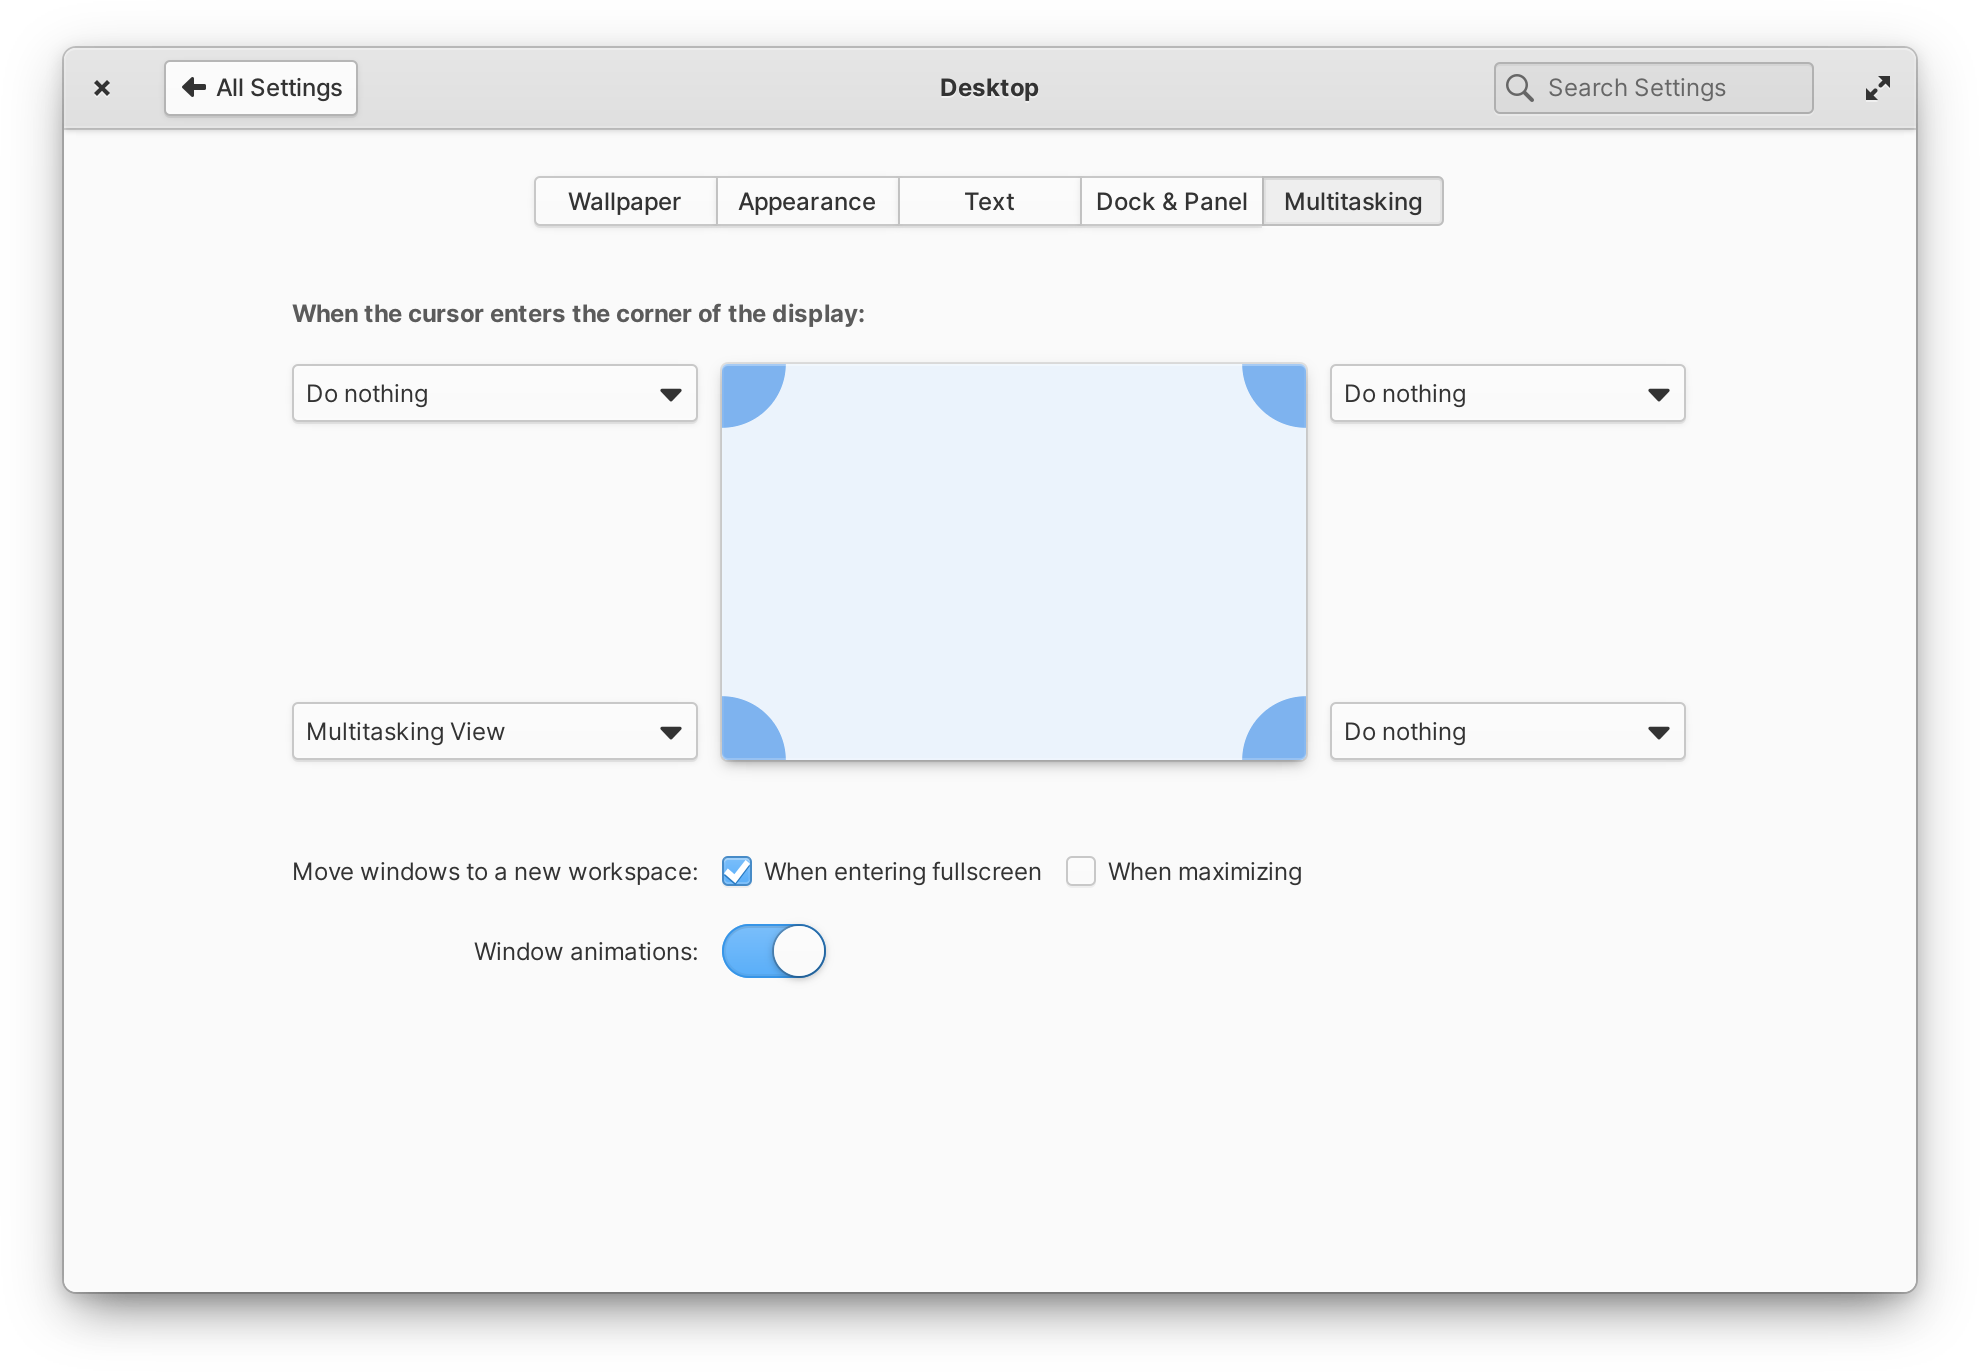 All Settings
Desktop
Search Settings
Wallpaper
Appearance
Text
Dock & Panel
Multitasking
When the cursor enters the corner of the display:
Do nothing
Do nothing
Multitasking View
Do nothing
Move windows to a new workspace:
When entering fullscreen
When maximizing
Window animations: